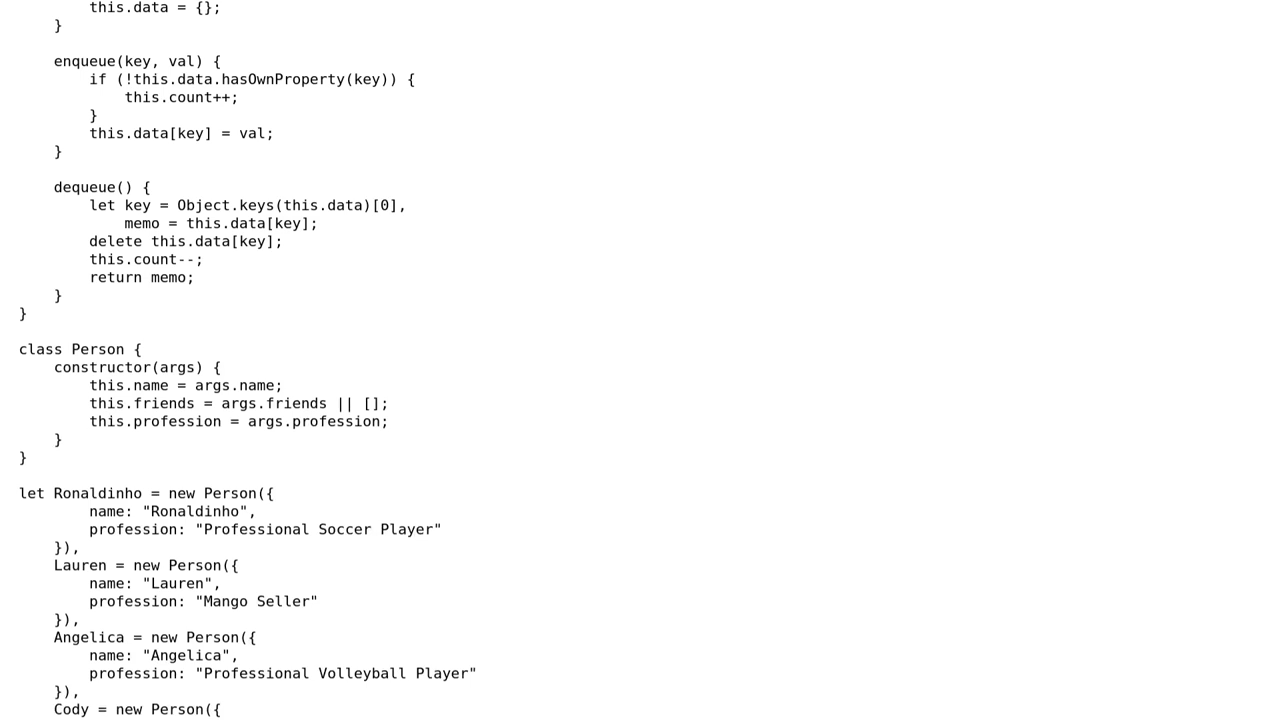 this.data = {};
    }

    enqueue(key, val) {
        if (!this.data.hasOwnProperty(key)) {
            this.count++;
        }
        this.data[key] = val;
    }

    dequeue() {
        let key = Object.keys(this.data)[0],
            memo = this.data[key];
        delete this.data[key];
        this.count--;
        return memo;
    }
}

class Person {
    constructor(args) {
        this.name = args.name;
        this.friends = args.friends || [];
        this.profession = args.profession;
    }
}

let Ronaldinho = new Person({
        name: "Ronaldinho",
        profession: "Professional Soccer Player"
    }),
    Lauren = new Person({
        name: "Lauren",
        profession: "Mango Seller"
    }),
    Angelica = new Person({
        name: "Angelica",
        profession: "Professional Volleyball Player"
    }),
    Cody = new Person({